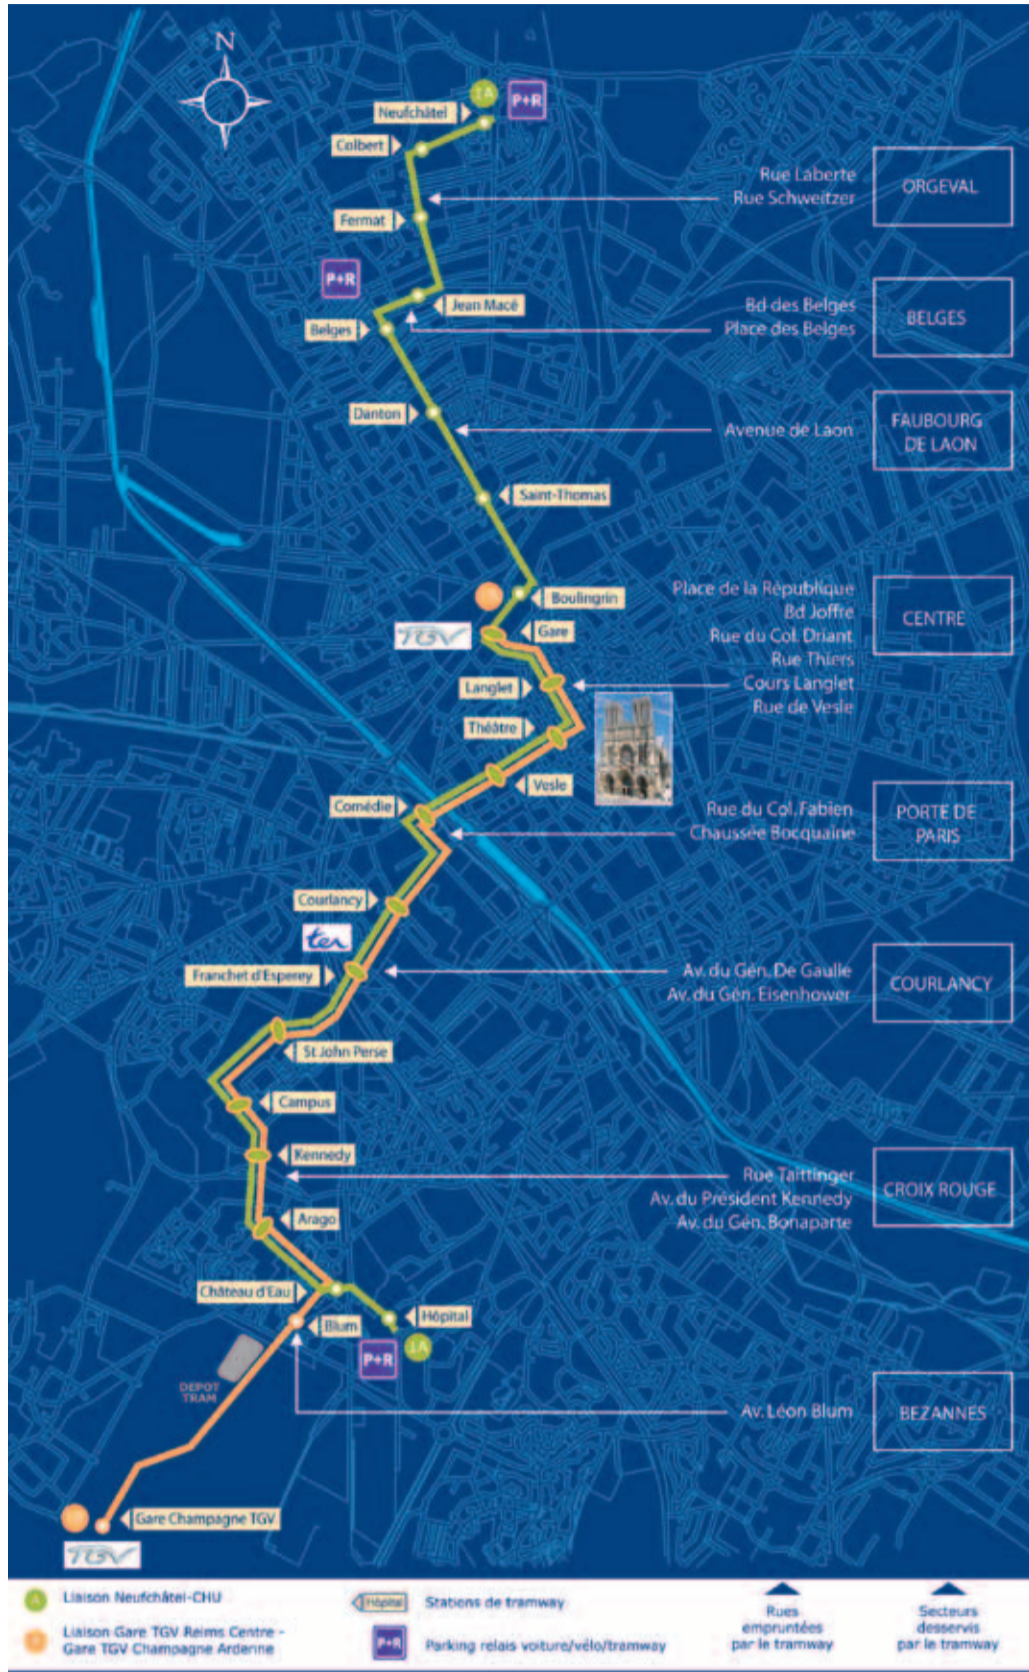 N
1A
P+R
Neufchâtel
Colbert
Rue Laberte
Rue Schweitzer
ORGEVAL
Fermat
P+R
Jean Macé
Belges
Bd des Belges
Place des Belges
BELGES
Danton
Avenue de Laon
FAUBOURG
DE LAON
Saint-Thomas
Boulingrin
Gare
TGV
Place de la République
Bd Joffre
Rue du Col. Driant
Rue Thiers
Cours Langlet
Rue de Vesle
CENTRE
Langlet
Théâtre
Vesle
Comédie
Rue du Col. Fabien
Chaussée Bocquaine
PORTE DE
PARIS
Courlancy
ter
Franchet d'Esperey
Av. du Gén. De Gaulle
Av. du Gén. Eisenhower
COURLANCY
St John Perse
Campus
Kennedy
Rue Taittinger
Av. du Président Kennedy
Av. du Gén. Bonaparte
CROIX ROUGE
Arago
Château d'Eau
Hôpital
Blum
P+R
1A
DEPOT
TRAM
Av. Léon Blum
BEZANNES
Gare Champagne TGV
TGV
A
Liaison Neufchâtel-CHU
Liaison Gare TGV Reims Centre -
Gare TGV Champagne Ardenne
Hôpital
Stations de tramway
P+R
Parking relais voiture/vélo/tramway
Rues
empruntées
par le tramway
Secteurs
desservis
par le tramway